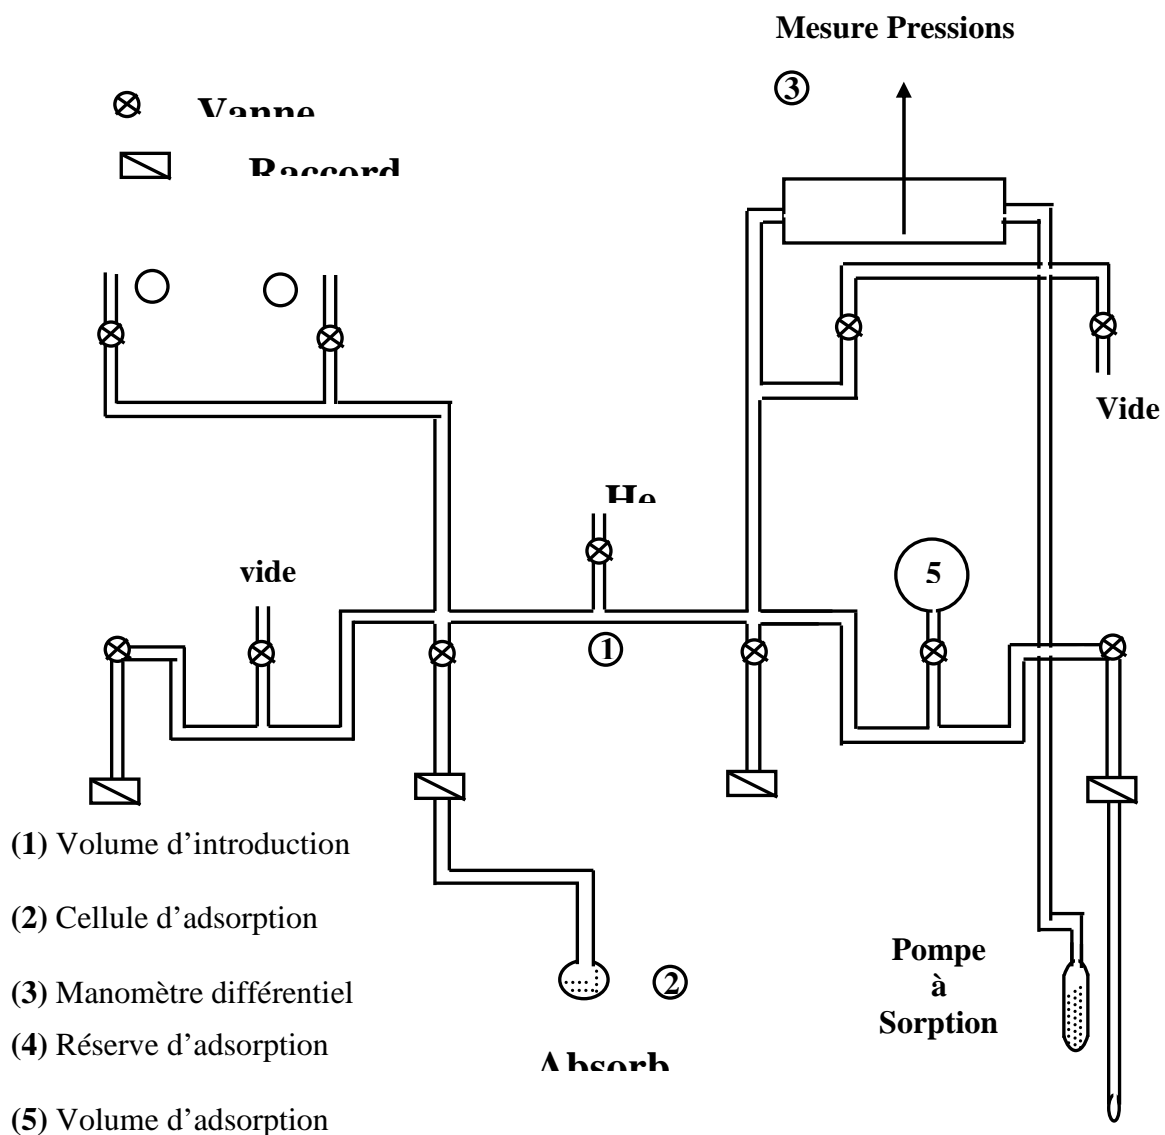 Mesure Pressions
3
Vanne
Raccord
Vide
He
vide
5
1
(1) Volume d’introduction
(2) Cellule d’adsorption
2
(3) Manomètre différentiel
(4) Réserve d’adsorption
(5) Volume d’adsorption
Pompe
à
Sorption
Absorb